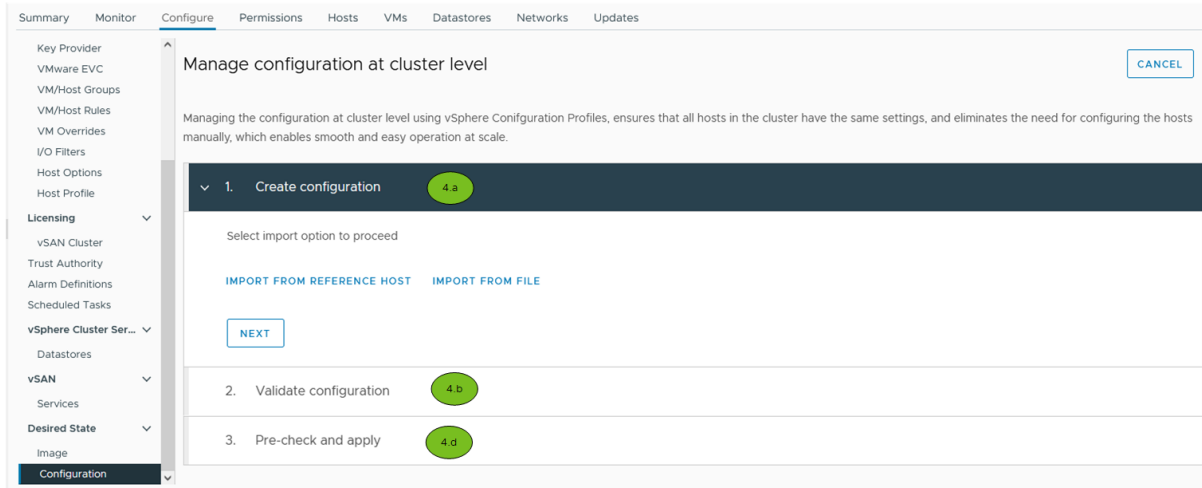 Summary Monitor Configure Permissions Hosts VMs Datastores Networks Updates
Key Provider
VMware EVC
VM/Host Groups
VM/Host Rules
VM Overrides
I/O Filters
Host Options
Host Profile
Licensing
vSAN Cluster
Trust Authority
Alarm Definitions
Scheduled Tasks
vSphere Cluster Ser...
Datastores
vSAN
Services
Desired State
Image
Configuration
Manage configuration at cluster level
CANCEL
Managing the configuration at cluster level using vSphere Conifguration Profiles, ensures that all hosts in the cluster have the same settings, and eliminates the need for configuring the hosts
manually, which enables smooth and easy operation at scale.
1. Create configuration 4.a
Select import option to proceed
IMPORT FROM REFERENCE HOST IMPORT FROM FILE
NEXT
2. Validate configuration 4.b
3. Pre-check and apply 4.d